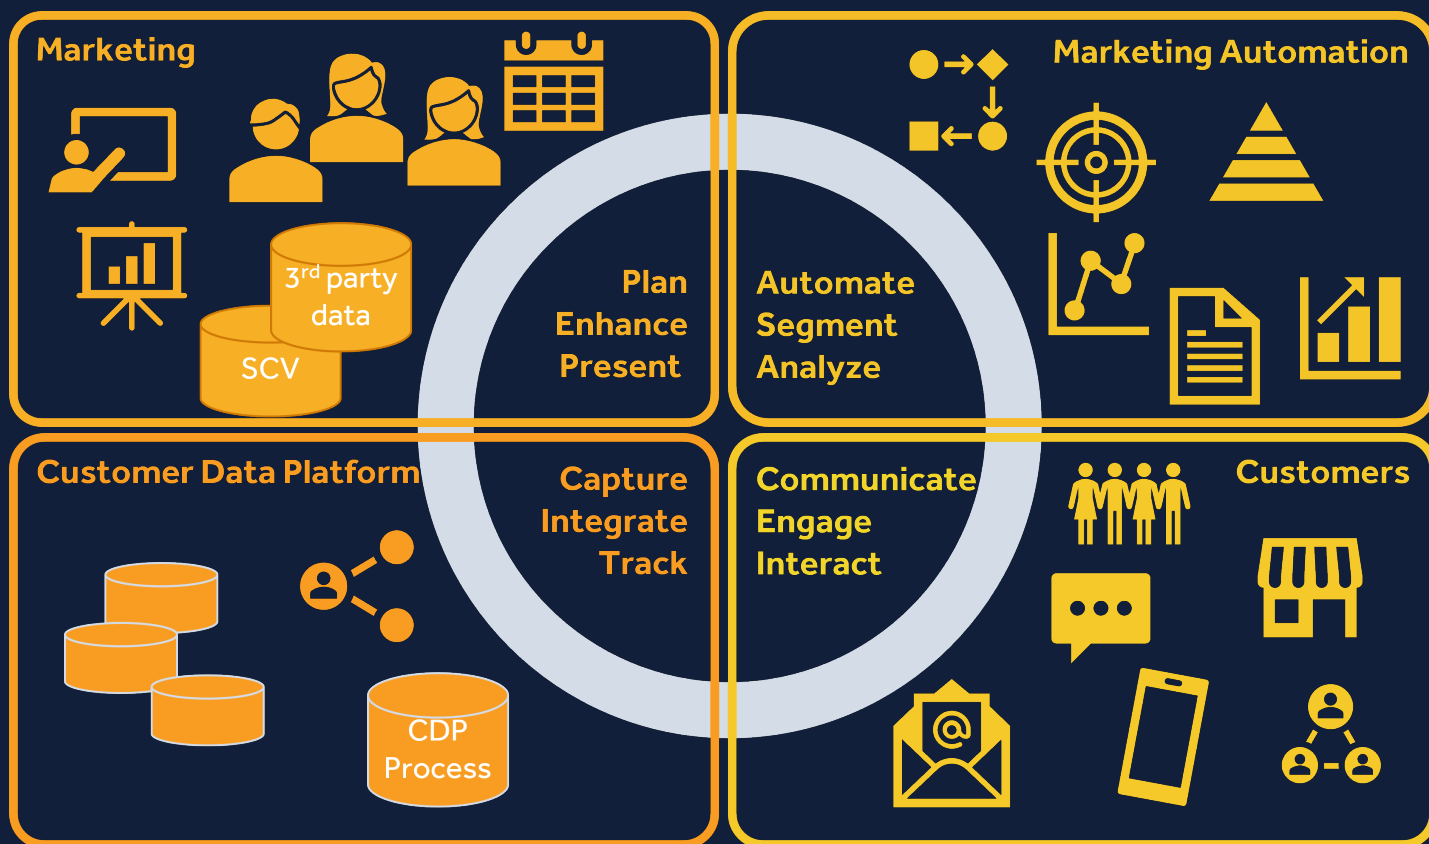 Marketing
3rd party
data
SCV
Plan
Enhance
Present
Marketing Automation
Automate
Segment
Analyze
Customer Data Platform
Capture
Integrate
Track
CDP
Process
Customers
Communicate
Engage
Interact
@